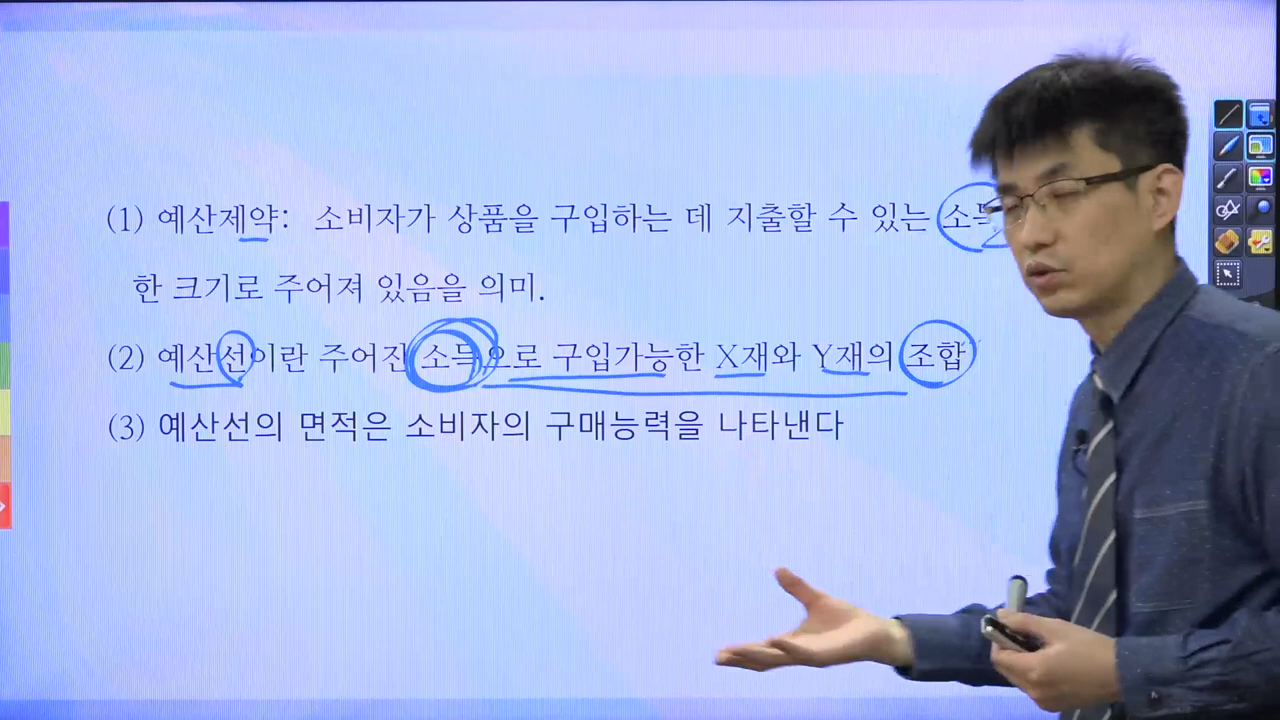 (1) 예산제약: 소비자가 상품을 구입하는 데 지출할 수 있는
한 크기로 주어져 있음을 의미.
(2) 예산선이란 주어진 소득으로 구입가능한 X재와 Y재의 조합
(3) 예산선의 면적은 소비자의 구매능력을 나타낸다